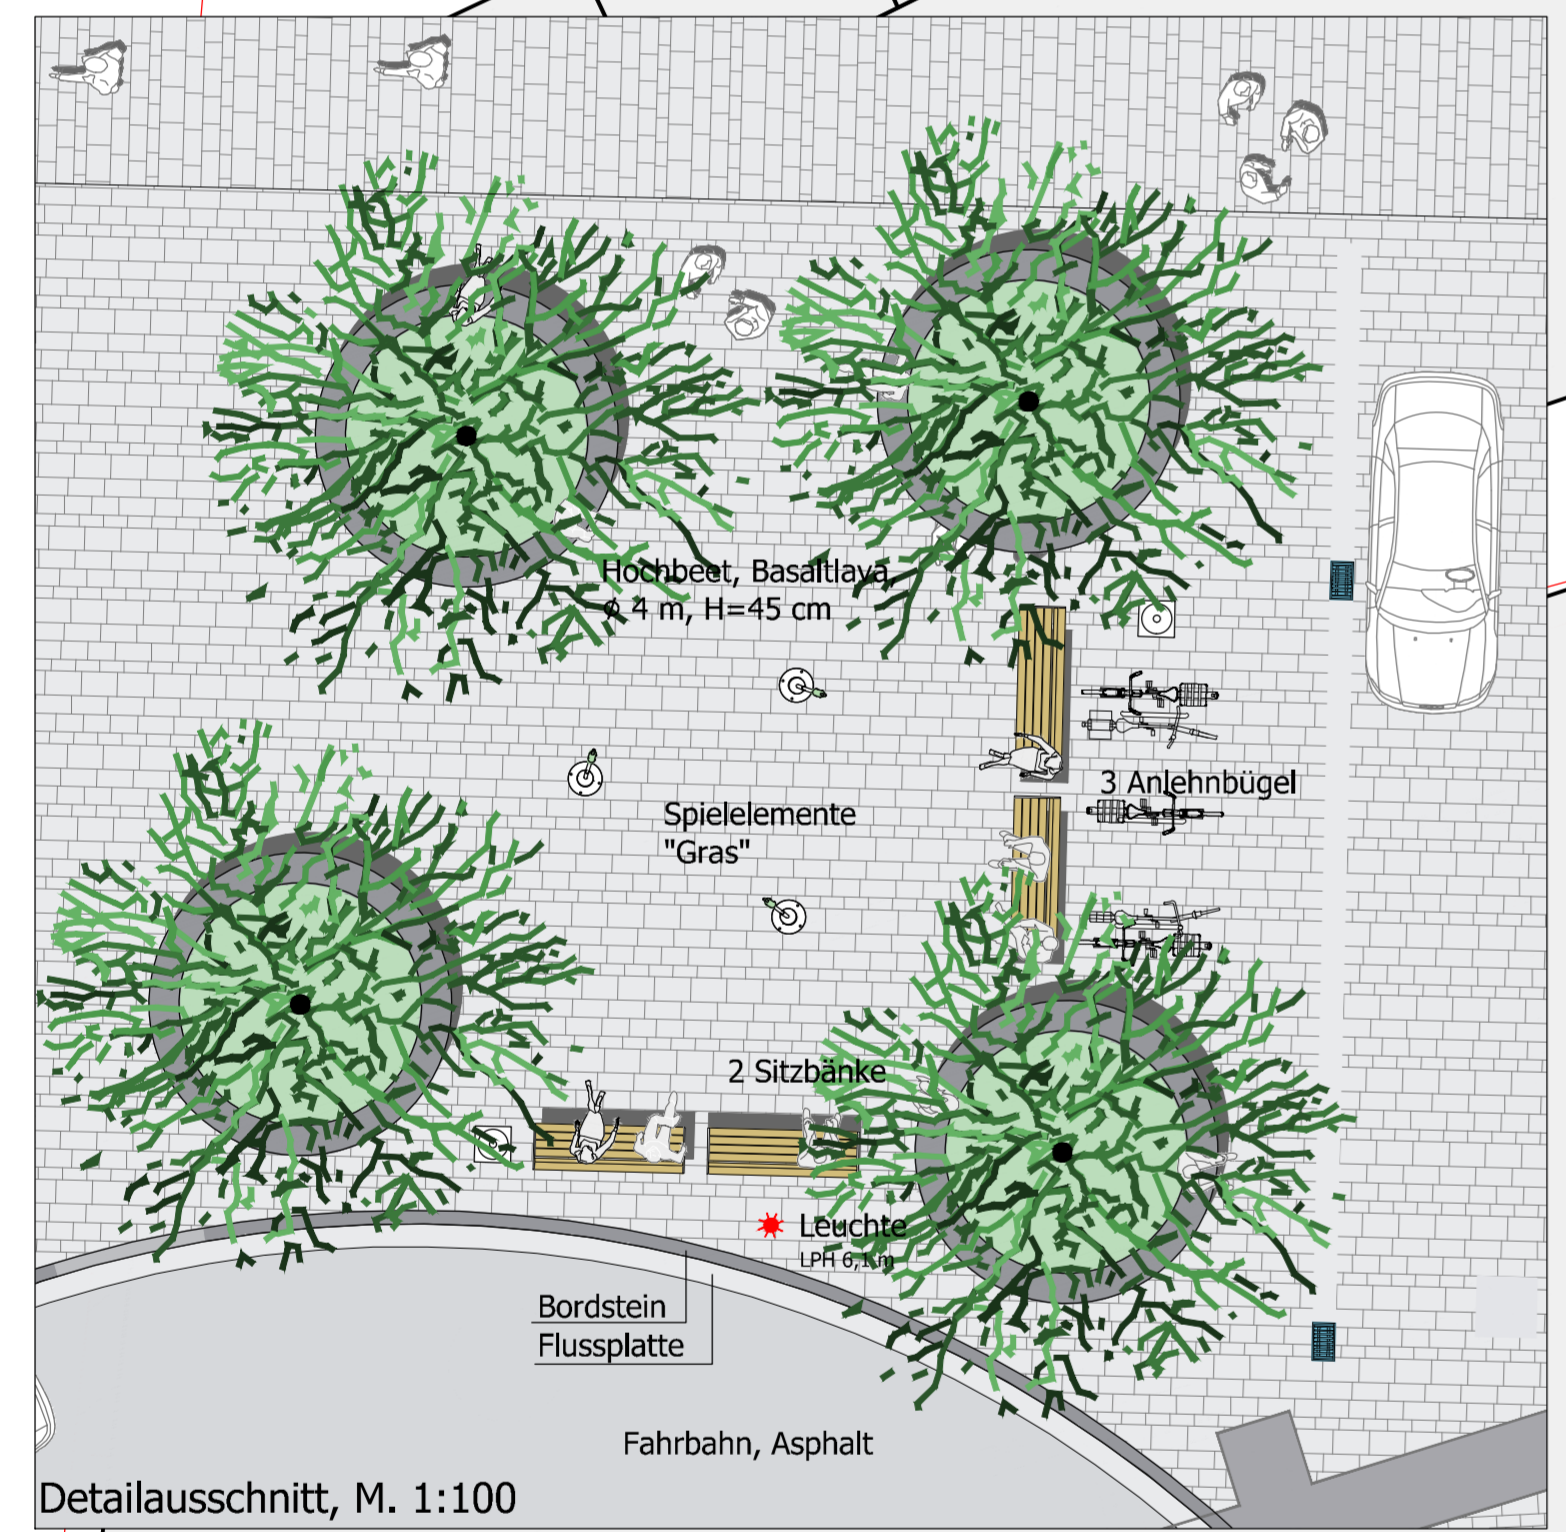 Hochbeet, Basaltlava,
ø 4 m, H=45 cm
3 Anlehnbügel
Spielelemente
"Gras"
2 Sitzbänke
Leuchte
LPH 6,1 m
Bordstein
Flussplatte
Fahrbahn, Asphalt
Detailausschnitt, M. 1:100